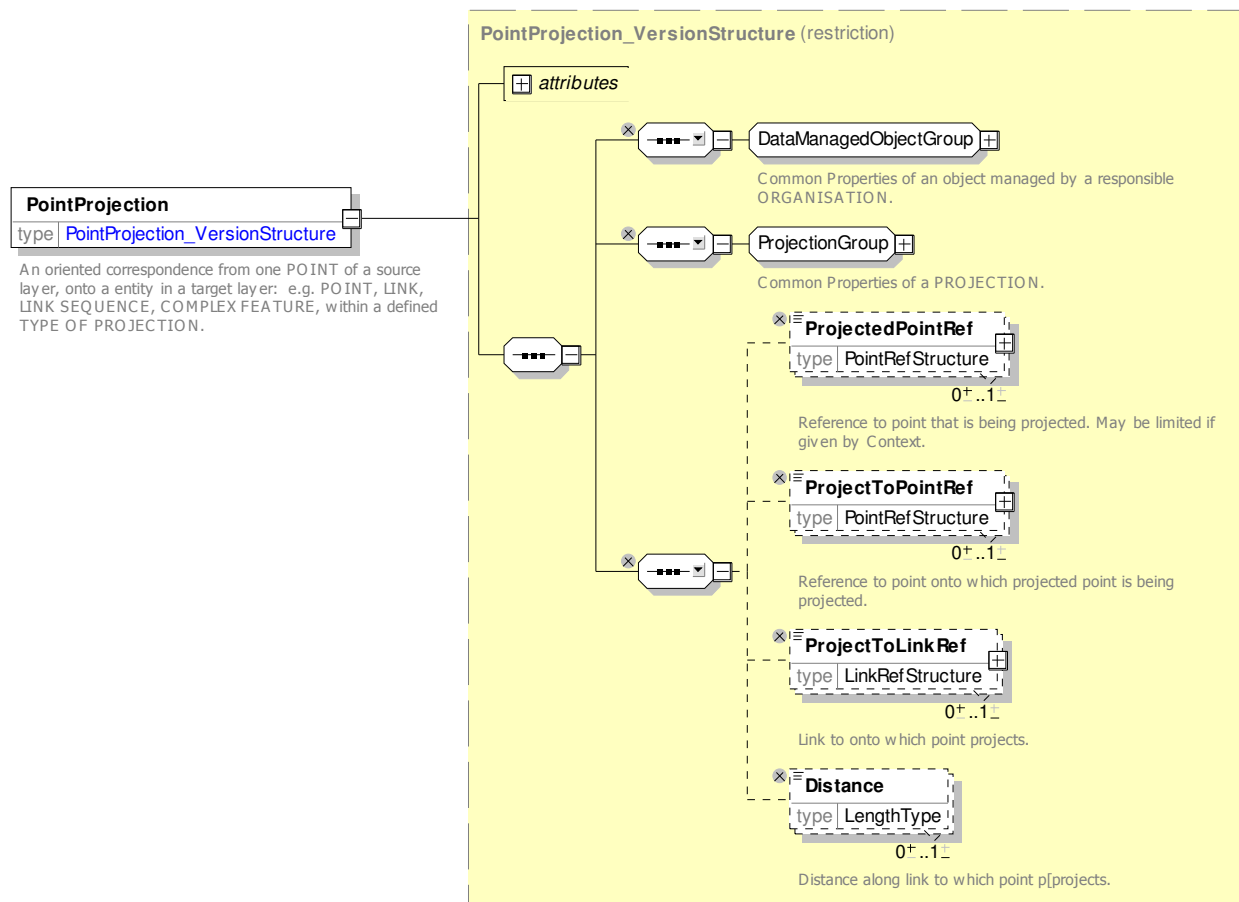 PointProjection_VersionStructure (restriction)
attributes
DataManagedObjectGroup
Common Properties of an object managed by a responsible
ORGANISATION.
PointProjection
type PointProjection_VersionStructure
An oriented correspondence from one POINT of a source
layer, onto a entity in a target layer: e.g. POINT, LINK,
LINK SEQUENCE, COMPLEX FEATURE, within a defined
TYPE OF PROJECTION.
ProjectionGroup
Common Properties of a PROJECTION.
ProjectedPointRef
type PointRefStructure
0±..1±
Reference to point that is being projected. May be limited if
given by Context.
ProjectToPointRef
type PointRefStructure
0±..1±
Reference to point onto which projected point is being
projected.
ProjectToLinkRef
type LinkRefStructure
0±..1±
Link to onto which point projects.
Distance
type LengthType
0±..1±
Distance along link to which point p[projects.